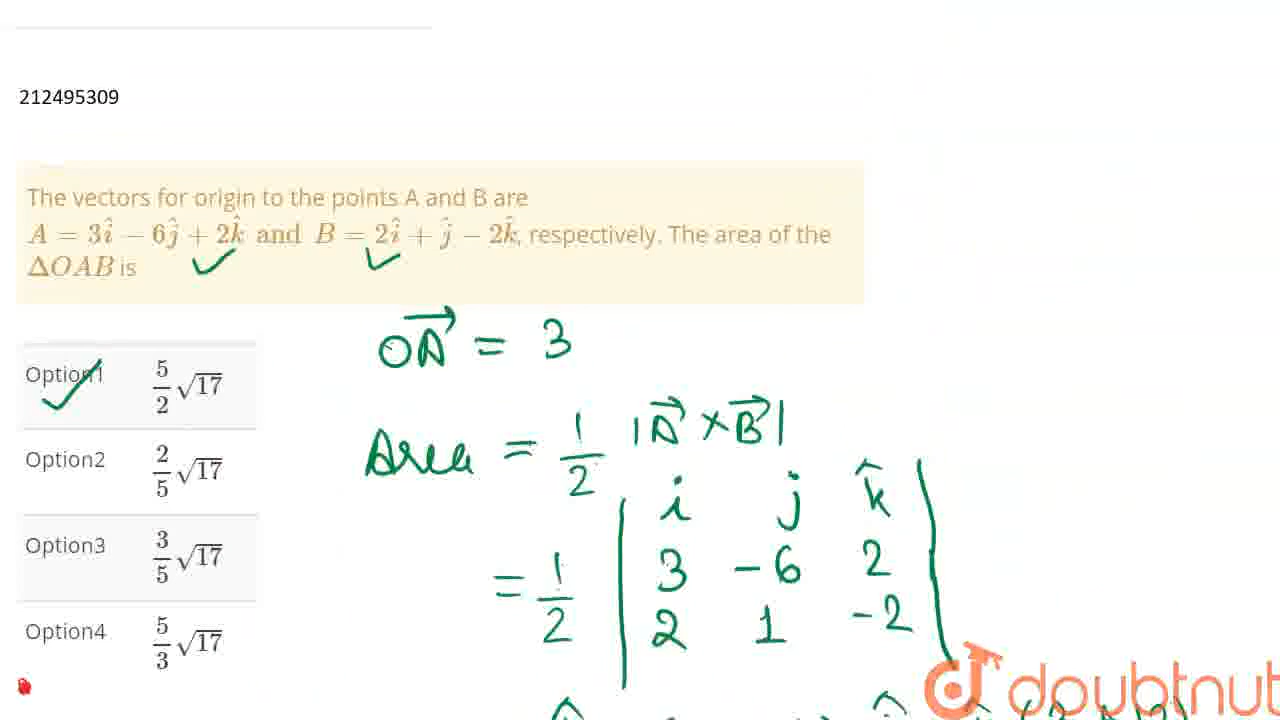 212495309
The vectors for origin to the points A and B are
A = 3î − 6ĵ + 2k̂ and B = 2î + ĵ − 2k̂, respectively. The area of the
ΔOAB is
Option1 5/2 √17
Option2 2/5 √17
Option3 3/5 √17
Option4 5/3 √17
OA⃗ = 3
Area = 1/2 |A⃗ × B⃗|
i j k̂
= 1/2 | 3 -6 2 |
2 1 -2
doubtnut